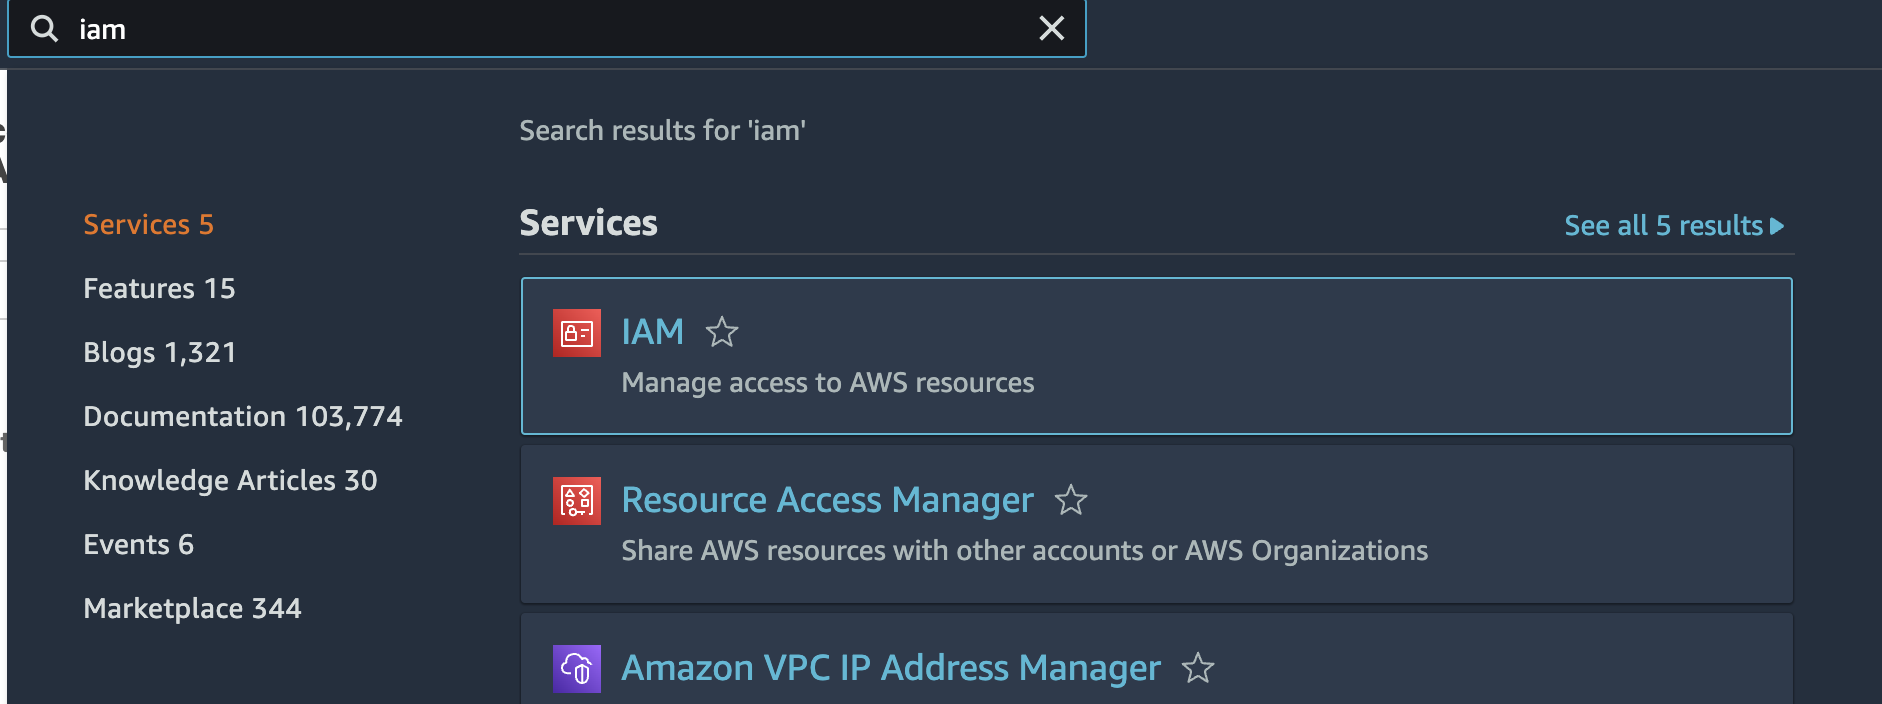 iam
Search results for 'iam'
Services 5
Features 15
Blogs 1,321
Documentation 103,774
Knowledge Articles 30
Events 6
Marketplace 344
Services
See all 5 results
IAM
Manage access to AWS resources
Resource Access Manager
Share AWS resources with other accounts or AWS Organizations
Amazon VPC IP Address Manager